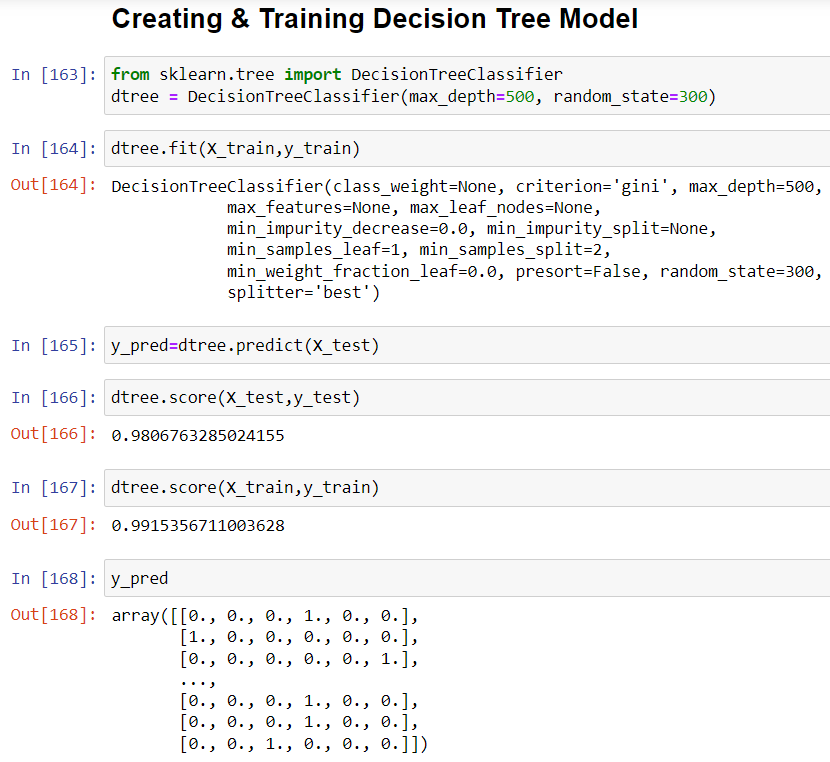 Creating & Training Decision Tree Model
In [163]: from sklearn.tree import DecisionTreeClassifier
dtree = DecisionTreeClassifier(max_depth=500, random_state=300)
In [164]: dtree.fit(X_train,y_train)
Out[164]: DecisionTreeClassifier(class_weight=None, criterion='gini', max_depth=500,
max_features=None, max_leaf_nodes=None,
min_impurity_decrease=0.0, min_impurity_split=None,
min_samples_leaf=1, min_samples_split=2,
min_weight_fraction_leaf=0.0, presort=False, random_state=300,
splitter='best')
In [165]: y_pred=dtree.predict(X_test)
In [166]: dtree.score(X_test,y_test)
Out[166]: 0.9806763285024155
In [167]: dtree.score(X_train,y_train)
Out[167]: 0.9915356711003628
In [168]: y_pred
Out[168]: array([[0., 0., 0., 1., 0., 0.],
[1., 0., 0., 0., 0., 0.],
[0., 0., 0., 0., 0., 1.],
...,
[0., 0., 0., 1., 0., 0.],
[0., 0., 0., 1., 0., 0.],
[0., 0., 1., 0., 0., 0.]])